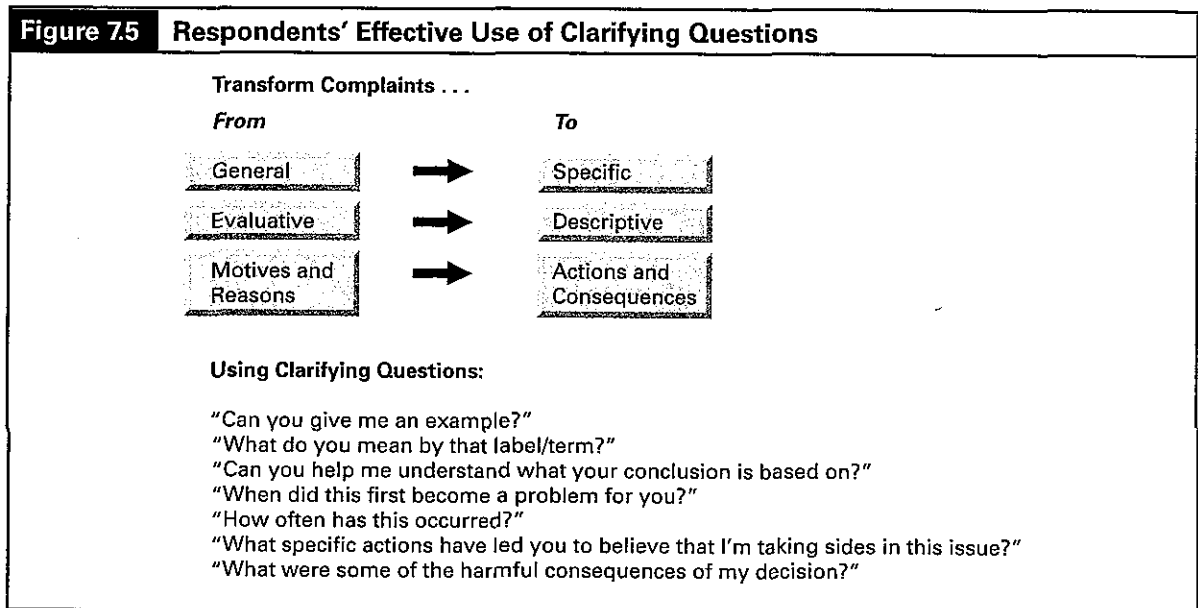 Figure 7.5 Respondents' Effective Use of Clarifying Questions
Transform Complaints . . .
From To
General Specific
Evaluative Descriptive
Motives and Actions and
Reasons Consequences
Using Clarifying Questions:
"Can you give me an example?"
"What do you mean by that label/term?"
"Can you help me understand what your conclusion is based on?"
"When did this first become a problem for you?"
"How often has this occurred?"
"What specific actions have led you to believe that I'm taking sides in this issue?"
"What were some of the harmful consequences of my decision?"